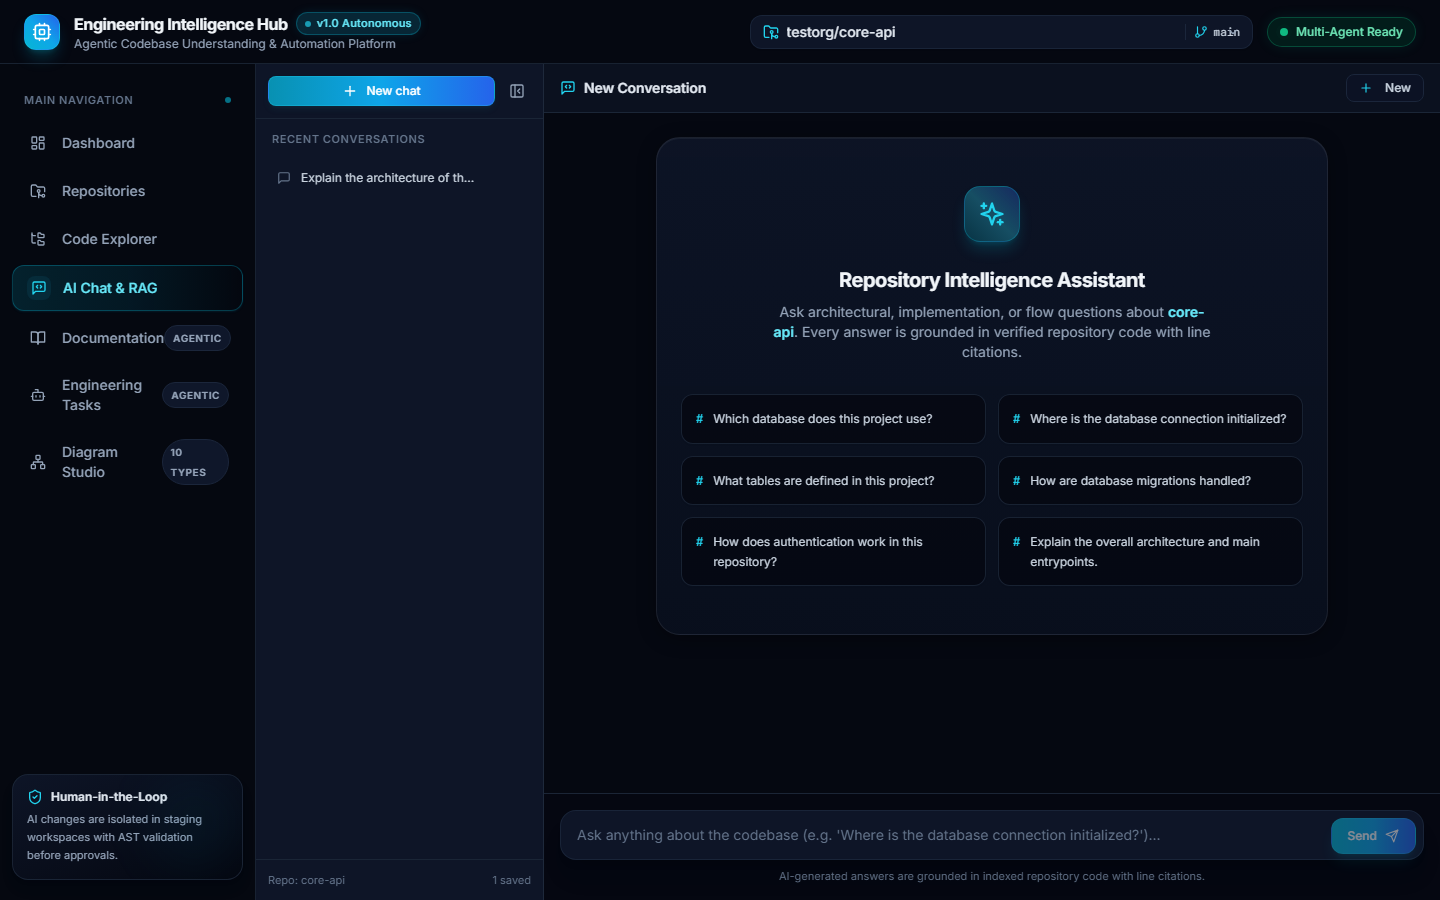 Engineering Intelligence Hub
v1.0 Autonomous
Agentic Codebase Understanding & Automation Platform
testorg/core-api
main
Multi-Agent Ready
MAIN NAVIGATION
Dashboard
Repositories
Code Explorer
AI Chat & RAG
Documentation
AGENTIC
Engineering
Tasks
AGENTIC
Diagram
Studio
10
TYPES
Human-in-the-Loop
AI changes are isolated in staging
workspaces with AST validation
before approvals.
New chat
RECENT CONVERSATIONS
Explain the architecture of th...
Repo: core-api
1 saved
New Conversation
New
Repository Intelligence Assistant
Ask architectural, implementation, or flow questions about core-
api. Every answer is grounded in verified repository code with line
citations.
# Which database does this project use?
# Where is the database connection initialized?
# What tables are defined in this project?
# How are database migrations handled?
# How does authentication work in this
repository?
# Explain the overall architecture and main
entrypoints.
Ask anything about the codebase (e.g. 'Where is the database connection initialized?')...
Send
AI-generated answers are grounded in indexed repository code with line citations.